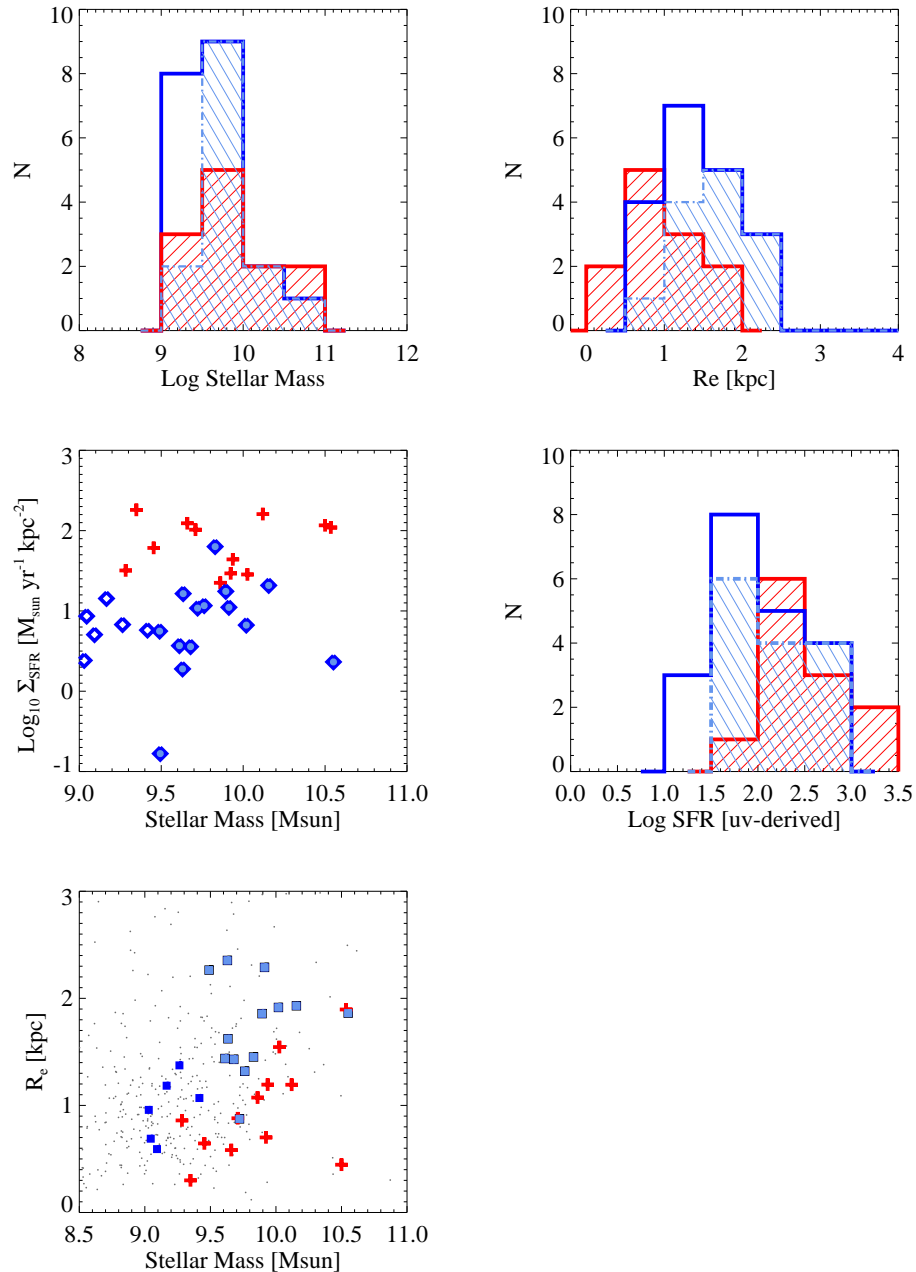 10
8
6
4
2
0
N
8 9 10 11 12
Log Stellar Mass
10
8
6
4
2
0
N
0 1 2 3 4
Re [kpc]
3
2
1
0
-1
Log₁₀ Σ_SFR [M_sun yr⁻¹ kpc⁻²]
9.0 9.5 10.0 10.5 11.0
Stellar Mass [Msun]
10
8
6
4
2
0
N
0.0 0.5 1.0 1.5 2.0 2.5 3.0 3.5
Log SFR [uv-derived]
3
2
1
0
R_e [kpc]
8.5 9.0 9.5 10.0 10.5 11.0
Stellar Mass [Msun]